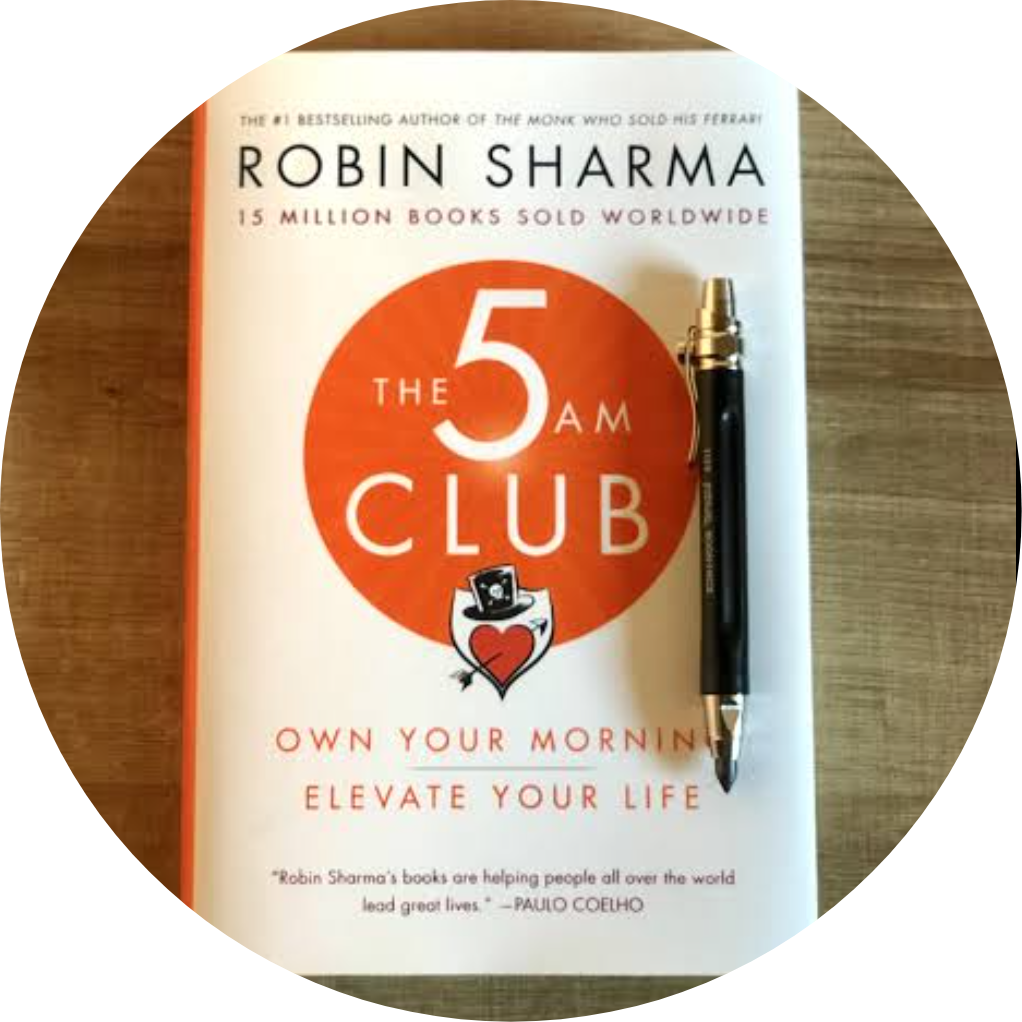 THE #1 BESTSELLING AUTHOR OF THE MONK WHO SOLD HIS FERRARI
ROBIN SHARMA
15 MILLION BOOKS SOLD WORLDWIDE
THE 5 AM
CLUB
OWN YOUR MORNING
ELEVATE YOUR LIFE
"Robin Sharma's books are helping people all over the world
lead great lives." —PAULO COELHO